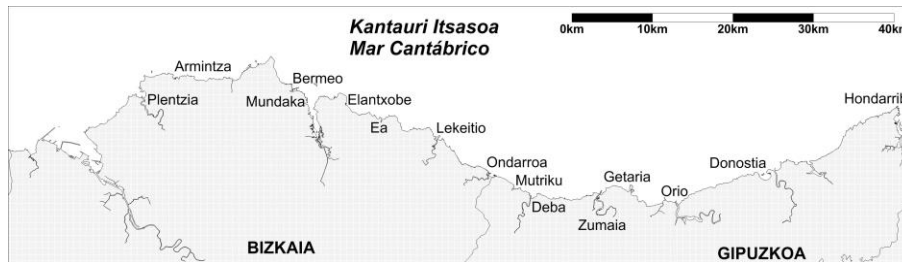 Kantauri Itsasoa
Mar Cantábrico
0km 10km 20km 30km 40km
Armintza
Bermeo
Plentzia
Mundaka
Elantxobe
Hondarrib
Ea
Lekeitio
Ondarroa
Donostia
Mutriku
Getaria
Orio
Deba
Zumaia
BIZKAIA
GIPUZKOA